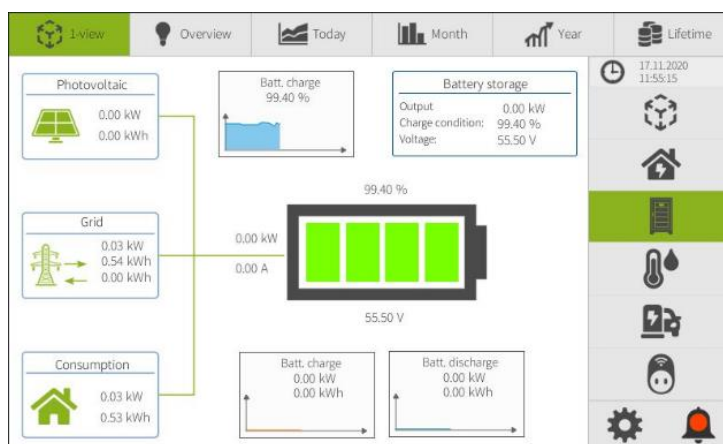 1-view
Overview
Today
Month
Year
Lifetime
17.11.2020
11:55:15
Photovoltaic
0.00 kW
0.00 kWh
Batt. charge
99.40 %
Battery storage
Output 0.00 kW
Charge condition: 99.40 %
Voltage: 55.50 V
99.40 %
Grid
0.03 kW
0.54 kWh
0.00 kWh
0.00 kW
0.00 A
55.50 V
Consumption
0.03 kW
0.53 kWh
Batt. charge
0.00 kW
0.00 kWh
Batt. discharge
0.00 kW
0.00 kWh